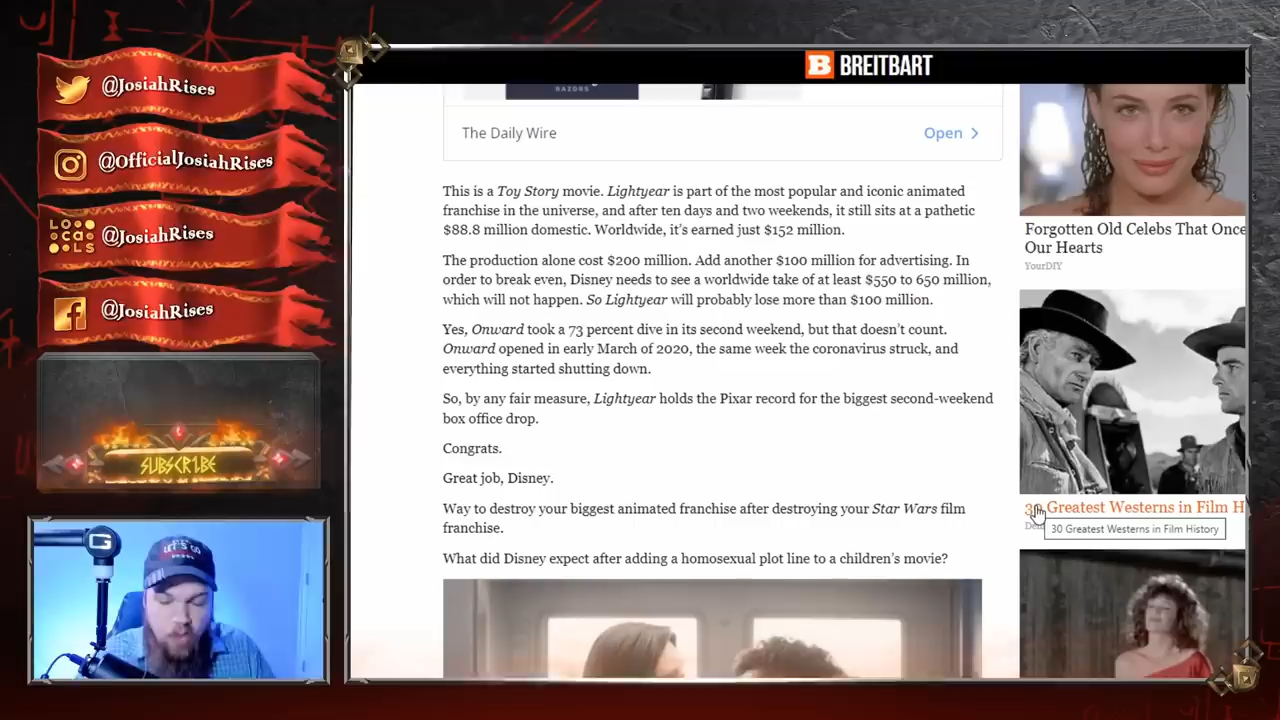 @JosiahRises
@OfficialJosiahRises
LO
CA
LS
@JosiahRises
@JosiahRises
SUBSCRIBE
LET'S GO
B BREITBART
RAZORS
The Daily Wire
Open
This is a Toy Story movie. Lightyear is part of the most popular and iconic animated
franchise in the universe, and after ten days and two weekends, it still sits at a pathetic
$88.8 million domestic. Worldwide, it's earned just $152 million.
The production alone cost $200 million. Add another $100 million for advertising. In
order to break even, Disney needs to see a worldwide take of at least $550 to 650 million,
which will not happen. So Lightyear will probably lose more than $100 million.
Yes, Onward took a 73 percent dive in its second weekend, but that doesn't count.
Onward opened in early March of 2020, the same week the coronavirus struck, and
everything started shutting down.
So, by any fair measure, Lightyear holds the Pixar record for the biggest second-weekend
box office drop.
Congrats.
Great job, Disney.
Way to destroy your biggest animated franchise after destroying your Star Wars film
franchise.
What did Disney expect after adding a homosexual plot line to a children's movie?
Forgotten Old Celebs That Once
Our Hearts
YourDIY
30 Greatest Westerns in Film H
30 Greatest Westerns in Film History